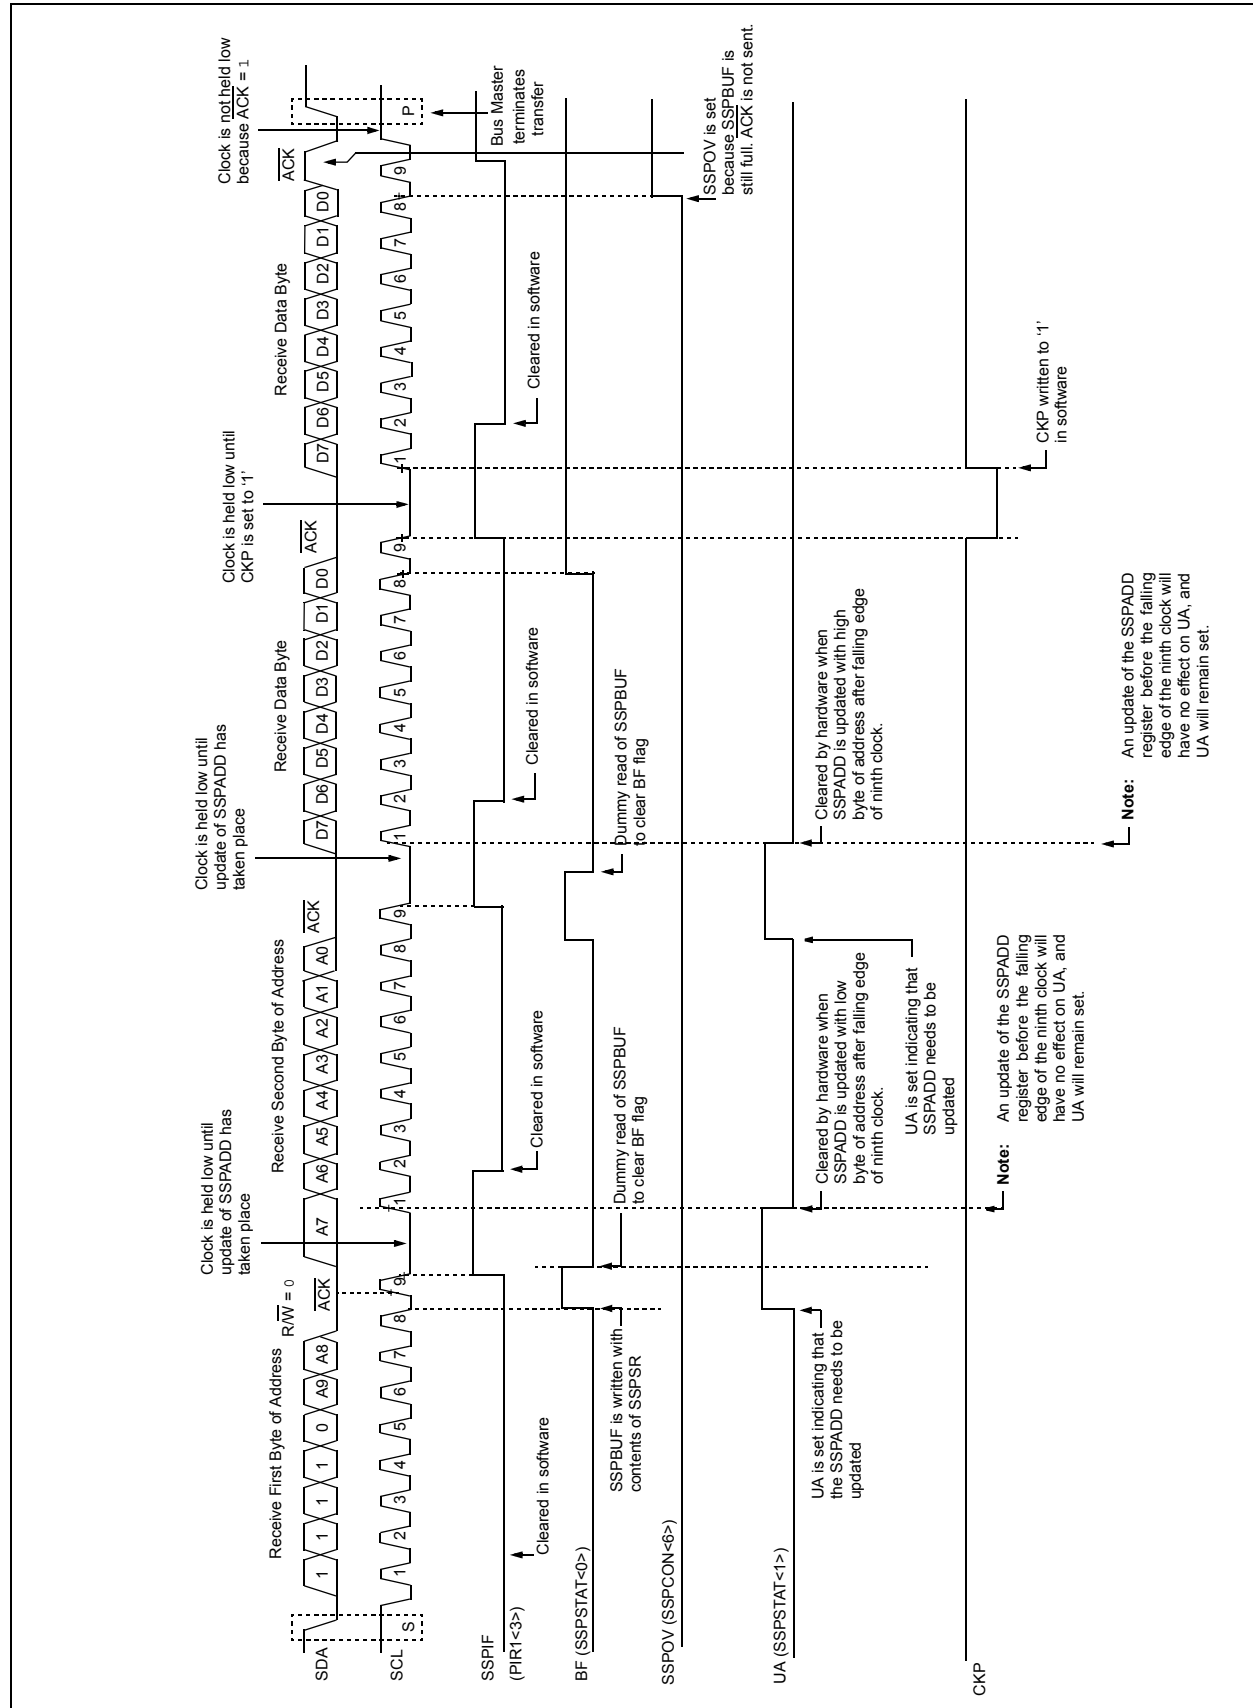 Receive First Byte of Address
R/W = 0
Receive Second Byte of Address
Clock is held low until
update of SSPADD has
taken place
Clock is held low until
update of SSPADD has
taken place
Receive Data Byte
Clock is held low until
CKP is set to ‘1’
Receive Data Byte
Clock is not held low
because ACK = 1
SDA
1 1 1 1 0 A9 A8 ACK A7 A6 A5 A4 A3 A2 A1 A0 ACK D7 D6 D5 D4 D3 D2 D1 D0 ACK D7 D6 D5 D4 D3 D2 D1 D0 ACK
SCL
S 1 2 3 4 5 6 7 8 9 1 2 3 4 5 6 7 8 9 1 2 3 4 5 6 7 8 9 1 2 3 4 5 6 7 8 9 P
Bus Master
terminates
transfer
SSPIF
(PIR1<3>)
Cleared in software
Cleared in software
Cleared in software
Cleared in software
BF (SSPSTAT<0>)
SSPBUF is written with
contents of SSPSR
Dummy read of SSPBUF
to clear BF flag
Dummy read of SSPBUF
to clear BF flag
SSPOV (SSPCON<6>)
SSPOV is set
because SSPBUF is
still full. ACK is not sent.
UA (SSPSTAT<1>)
UA is set indicating that
the SSPADD needs to be
updated
Cleared by hardware when
SSPADD is updated with low
byte of address after falling edge
of ninth clock.
UA is set indicating that
SSPADD needs to be
updated
Cleared by hardware when
SSPADD is updated with high
byte of address after falling edge
of ninth clock.
CKP
CKP written to ‘1’
in software
Note: An update of the SSPADD
register before the falling
edge of the ninth clock will
have no effect on UA, and
UA will remain set.
Note: An update of the SSPADD
register before the falling
edge of the ninth clock will
have no effect on UA, and
UA will remain set.